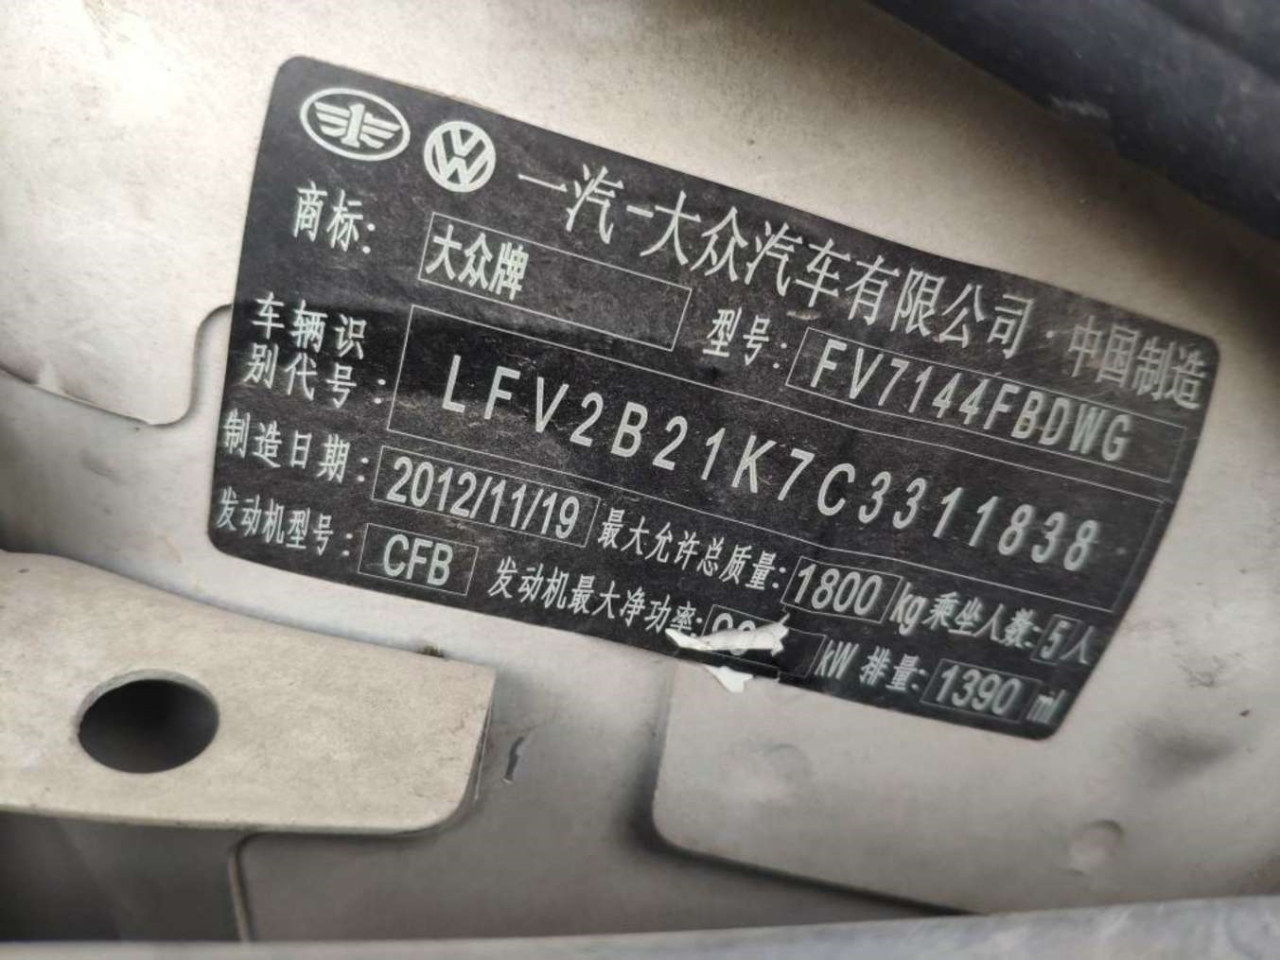 一汽-大众汽车有限公司·中国制造
商标: 大众牌 型号: FV7144FBDWG
车辆识别代号: LFV2B21K7C3311838
制造日期: 2012/11/19 最大允许总质量: 1800 kg 乘坐人数: 5 人
发动机型号: CFB 发动机最大净功率: kW 排量: 1390 ml